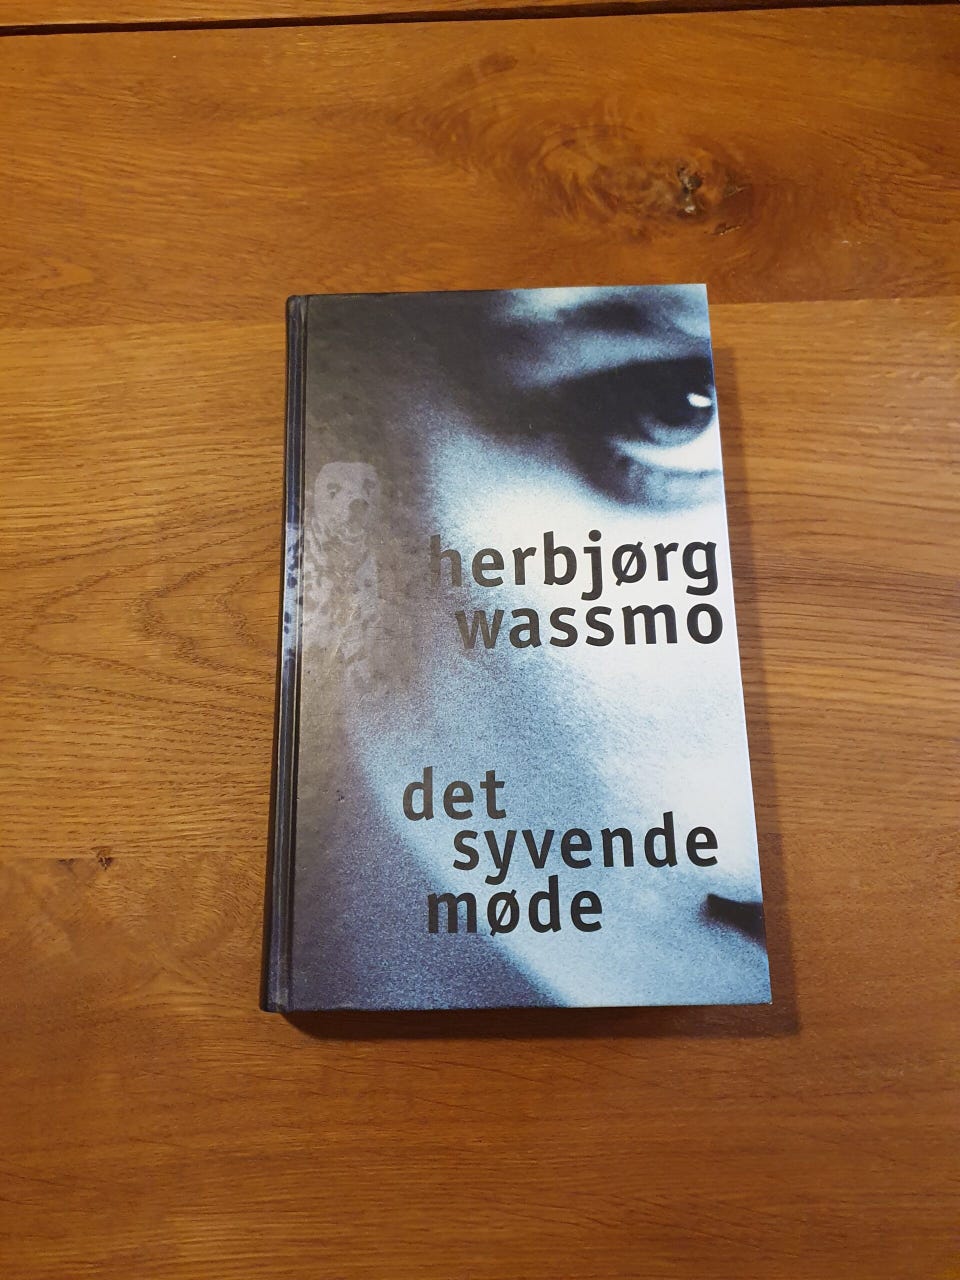 herbjørg
wassmo
det
syvende
møde